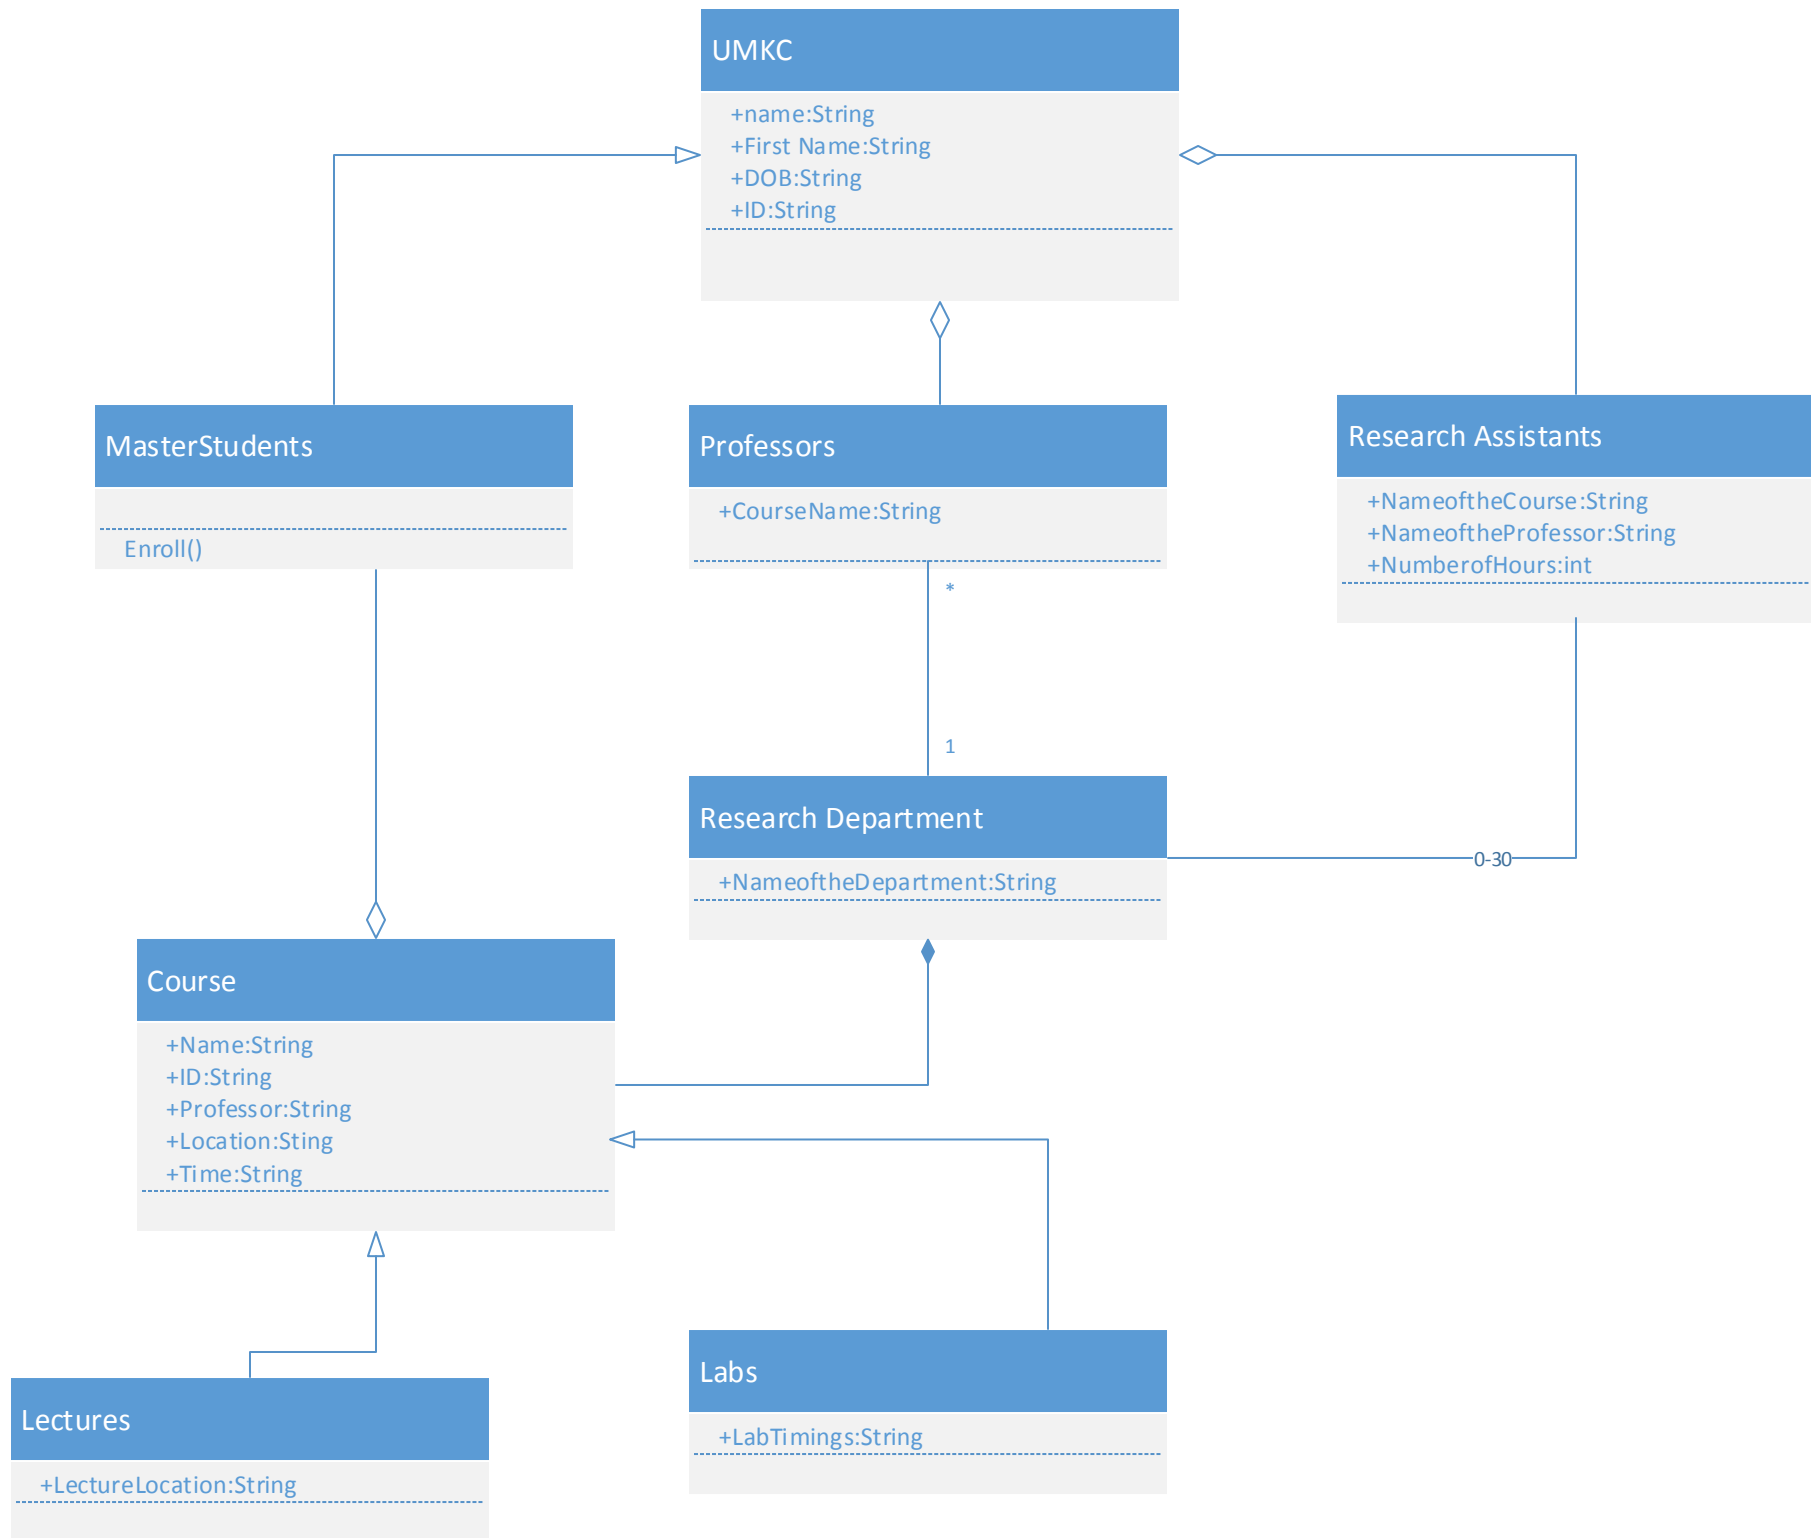 UMKC
+name:String
+First Name:String
+DOB:String
+ID:String
MasterStudents
Enroll()
Professors
+CourseName:String
Research Assistants
+NameoftheCourse:String
+NameoftheProfessor:String
+NumberofHours:int
*
1
Research Department
+NameoftheDepartment:String
0-30
Course
+Name:String
+ID:String
+Professor:String
+Location:Sting
+Time:String
Lectures
+LectureLocation:String
Labs
+LabTimings:String